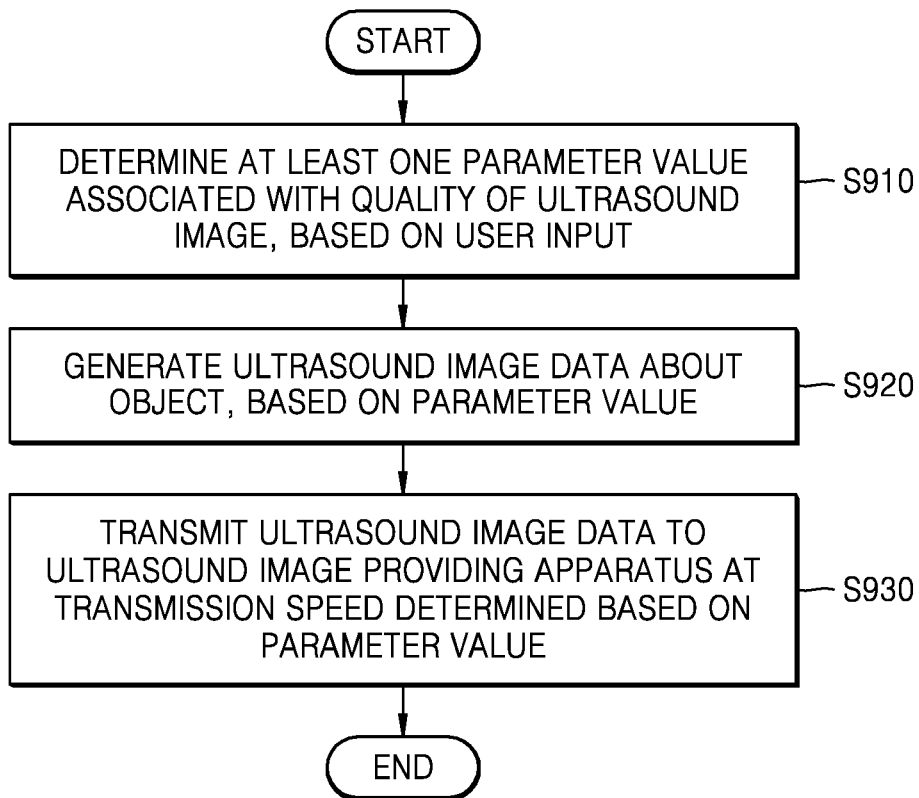 START
DETERMINE AT LEAST ONE PARAMETER VALUE
ASSOCIATED WITH QUALITY OF ULTRASOUND
IMAGE, BASED ON USER INPUT
S910
GENERATE ULTRASOUND IMAGE DATA ABOUT
OBJECT, BASED ON PARAMETER VALUE
S920
TRANSMIT ULTRASOUND IMAGE DATA TO
ULTRASOUND IMAGE PROVIDING APPARATUS AT
TRANSMISSION SPEED DETERMINED BASED ON
PARAMETER VALUE
S930
END